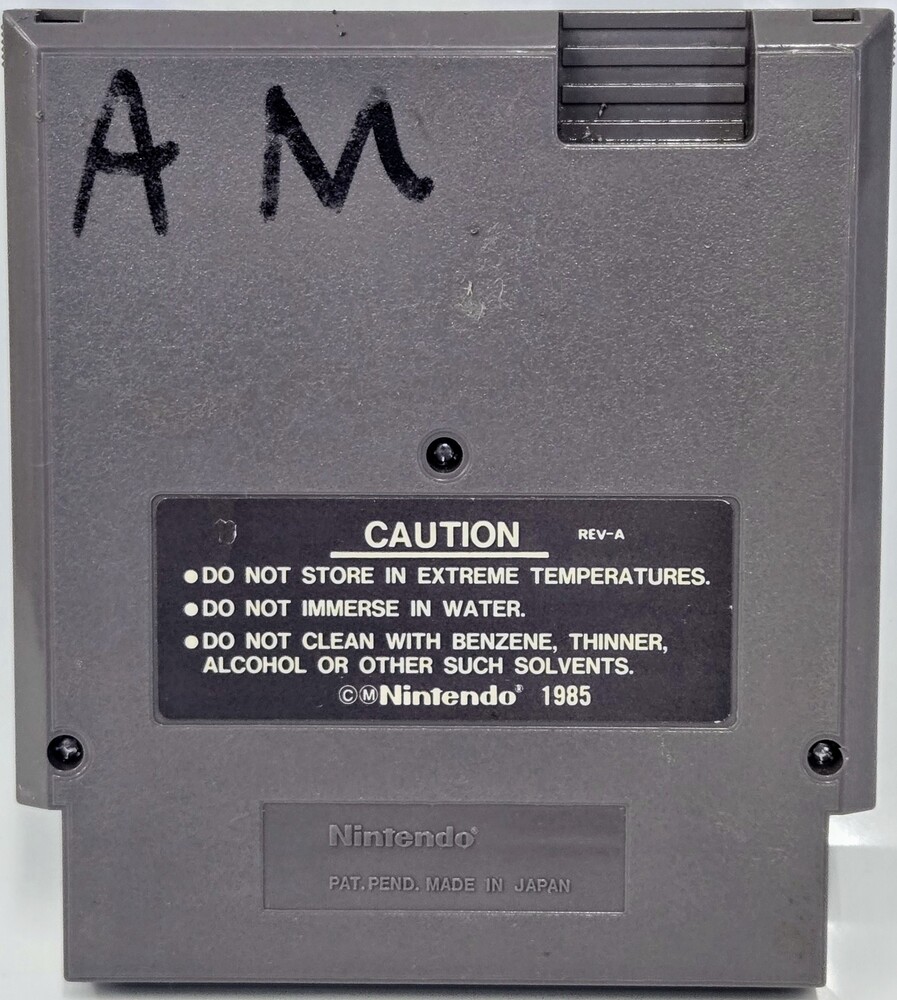 A M
CAUTION REV-A
●DO NOT STORE IN EXTREME TEMPERATURES.
●DO NOT IMMERSE IN WATER.
●DO NOT CLEAN WITH BENZENE, THINNER,
ALCOHOL OR OTHER SUCH SOLVENTS.
©ⓂNintendo® 1985
Nintendo®
PAT. PEND. MADE IN JAPAN